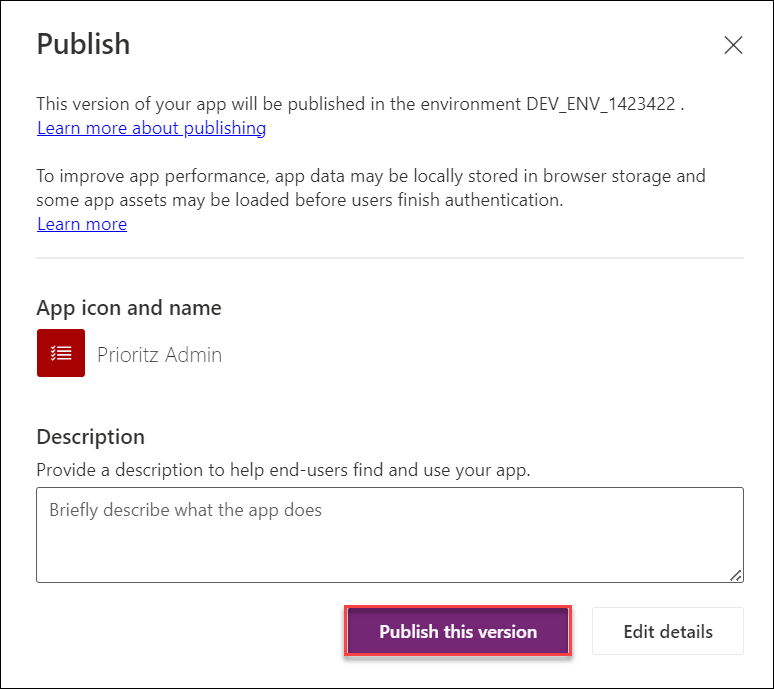 Publish
This version of your app will be published in the environment DEV_ENV_1423422 .
Learn more about publishing
To improve app performance, app data may be locally stored in browser storage and
some app assets may be loaded before users finish authentication.
Learn more
App icon and name
Prioritz Admin
Description
Provide a description to help end-users find and use your app.
Briefly describe what the app does
Publish this version
Edit details